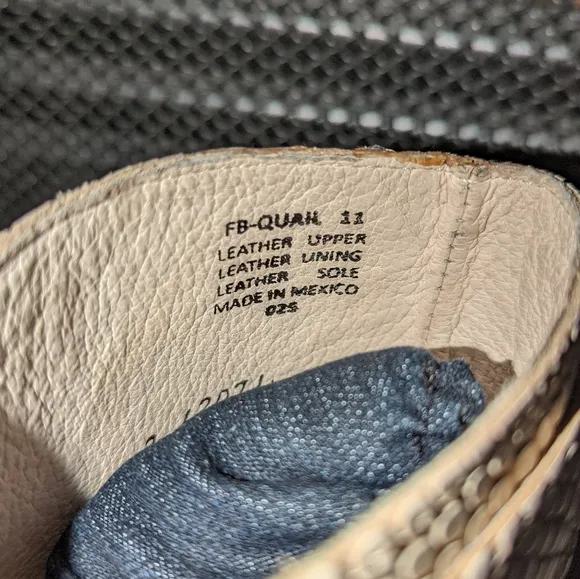 FB-QUAIL 11
LEATHER UPPER
LEATHER LINING
LEATHER SOLE
MADE IN MEXICO
025